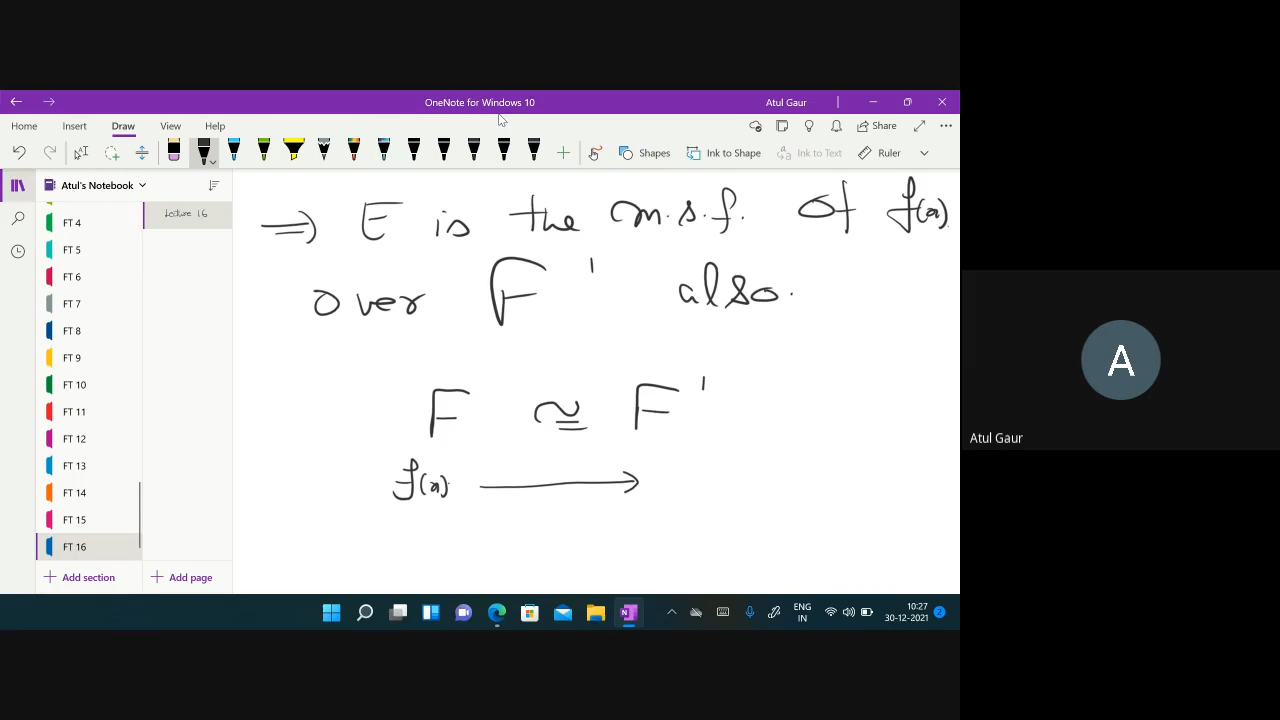 OneNote for Windows 10
Atul Gaur
Home Insert Draw View Help
Share
Shapes
Ink to Shape
Ink to Text
Ruler
Atul's Notebook
Lecture 16
FT 4
FT 5
FT 6
FT 7
FT 8
FT 9
FT 10
FT 11
FT 12
FT 13
FT 14
FT 15
FT 16
Add section
Add page
⟹ E is the m.s.f. of f(x)
over F' also.
F ≅ F'
f(x) ⟶
A
Atul Gaur
ENG
IN
10:27
30-12-2021
2